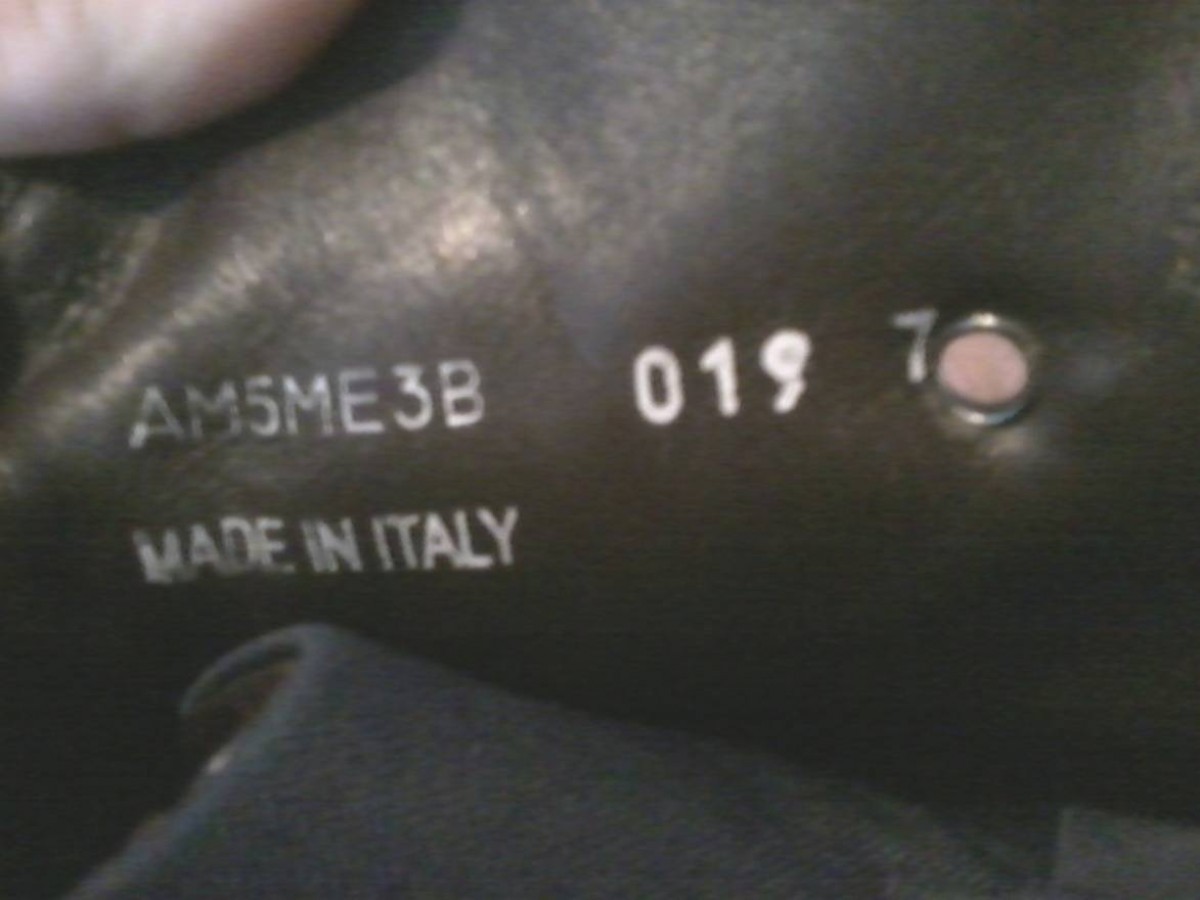 AM5ME3B 019 7
MADE IN ITALY